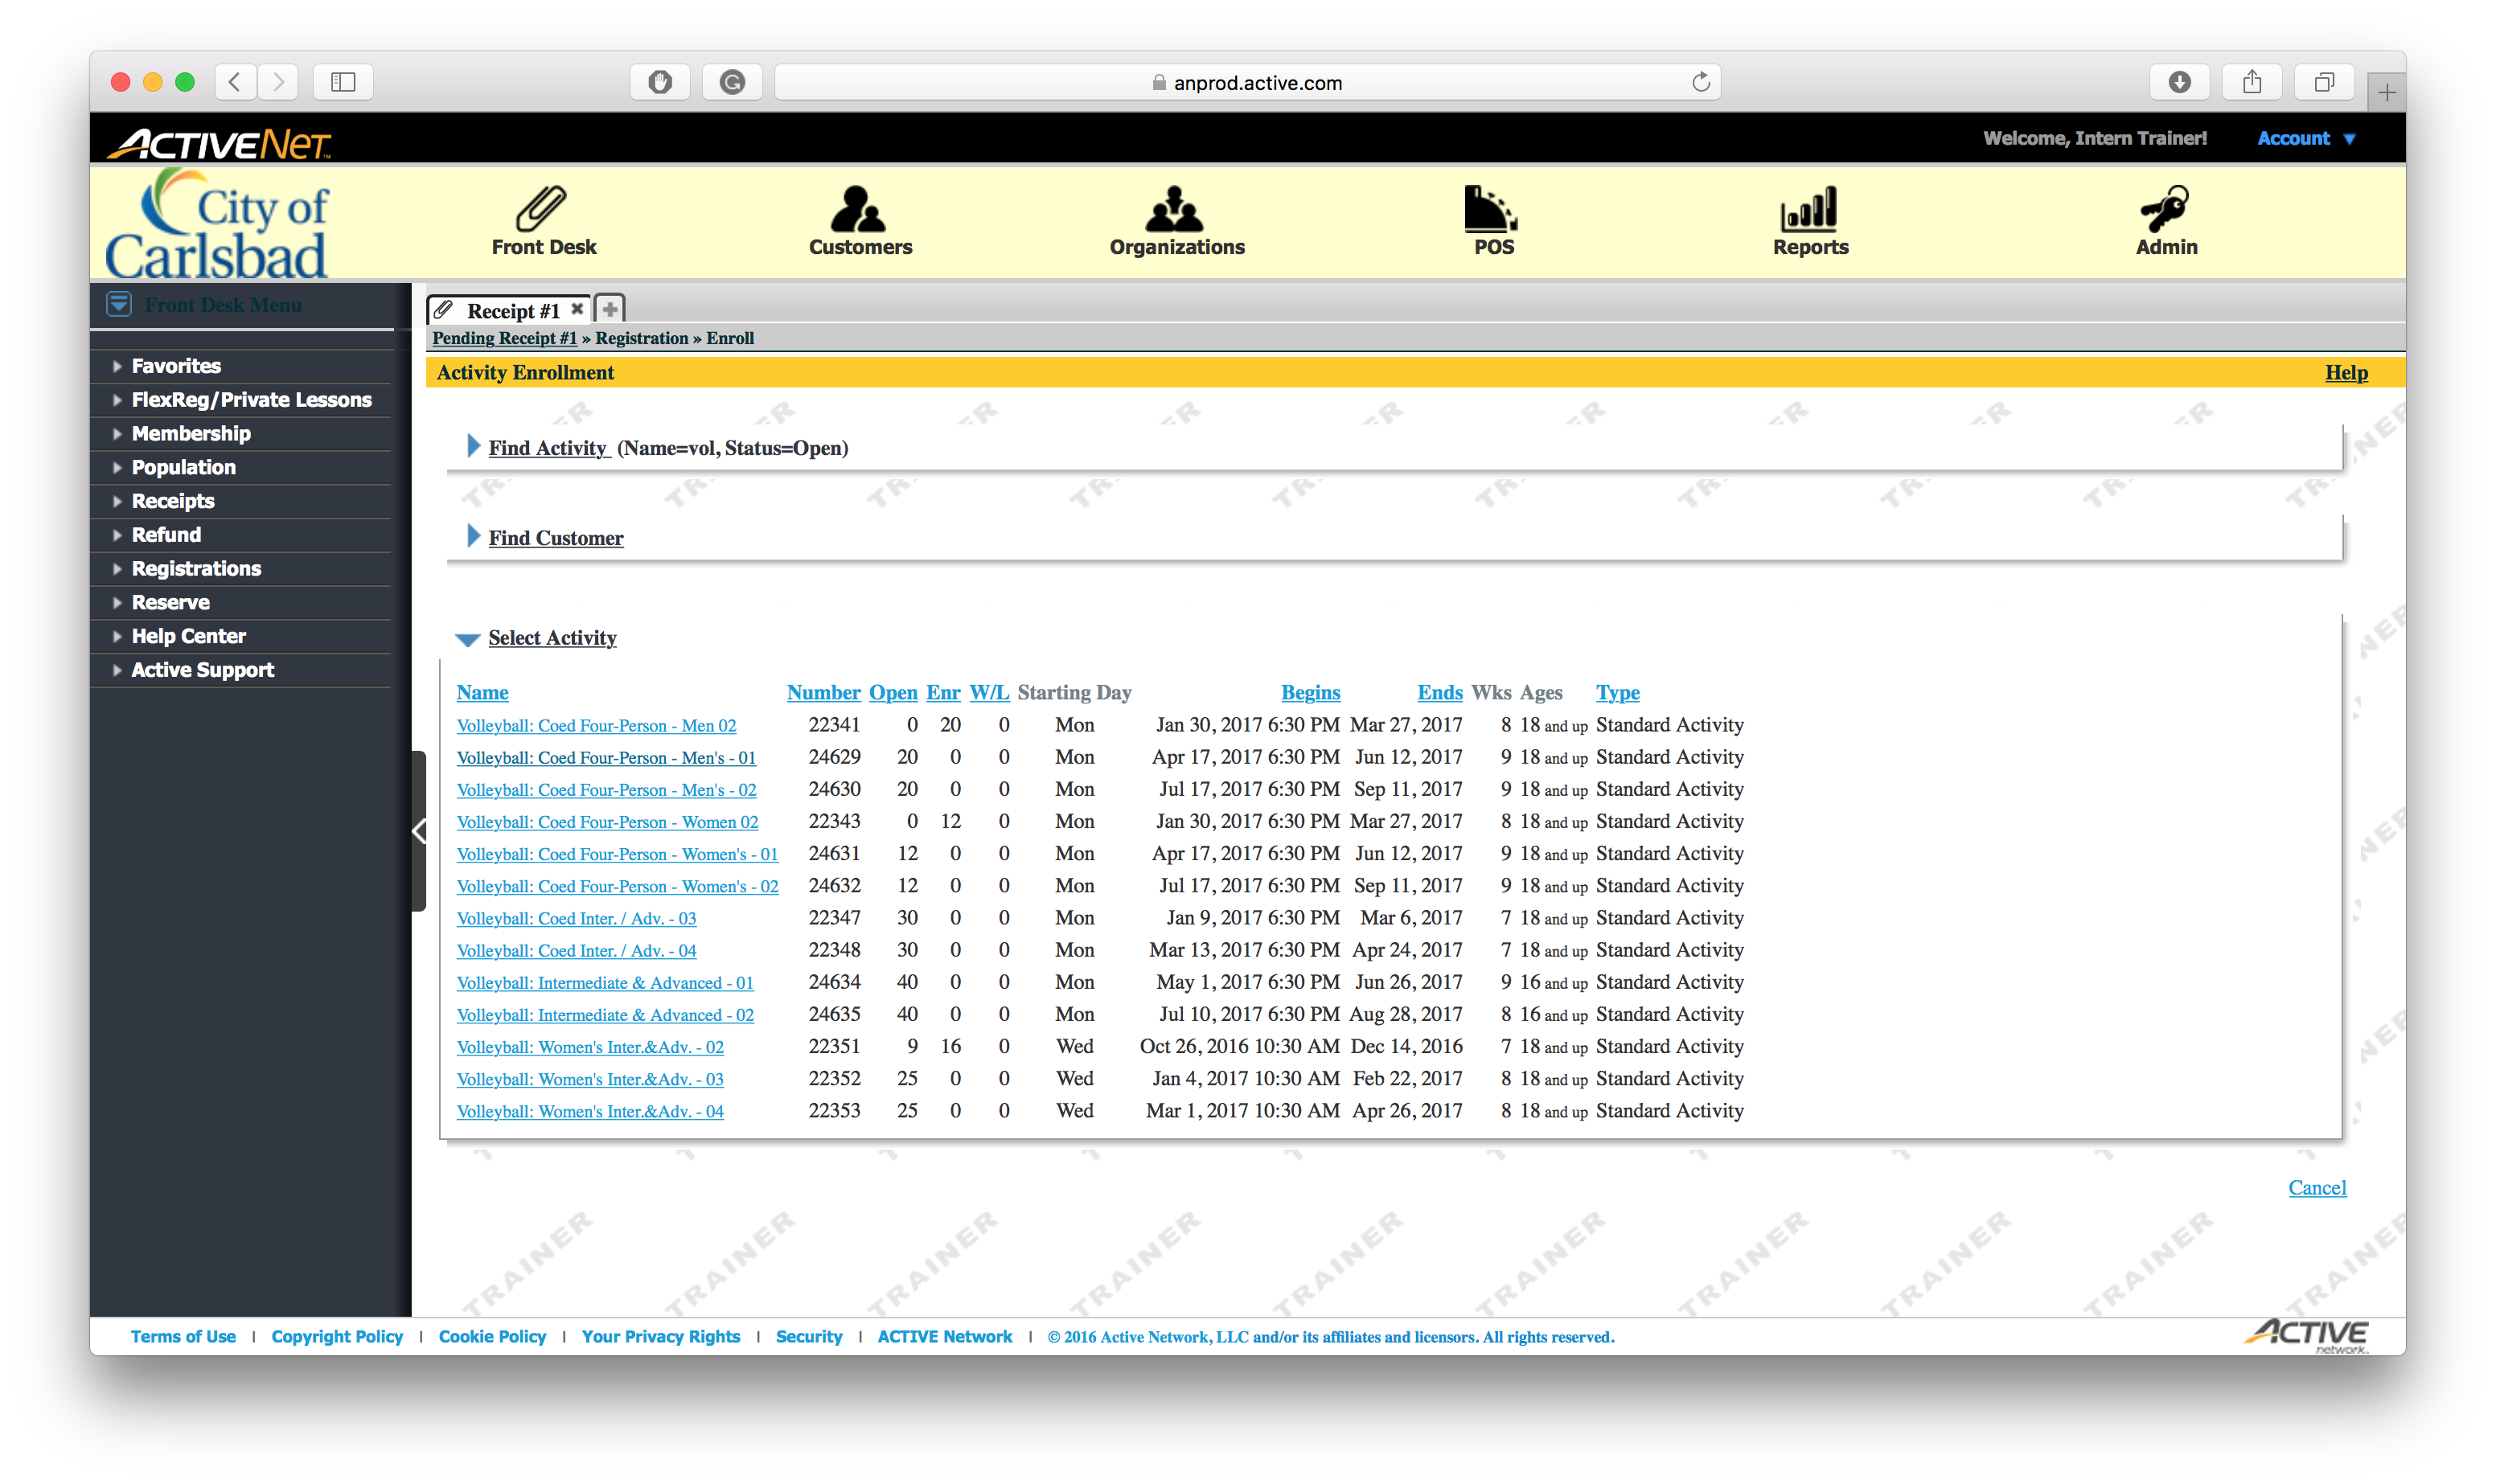 anprod.active.com
ACTIVENET™ Welcome, Intern Trainer! Account
City of Carlsbad
Front Desk Customers Organizations POS Reports Admin
Front Desk Menu
Favorites
FlexReg/Private Lessons
Membership
Population
Receipts
Refund
Registrations
Reserve
Help Center
Active Support
Receipt #1
Pending Receipt #1 » Registration » Enroll
Activity Enrollment Help
Find Activity (Name=vol, Status=Open)
Find Customer
Select Activity
Name Number Open Enr W/L Starting Day Begins Ends Wks Ages Type
Volleyball: Coed Four-Person - Men 02 22341 0 20 0 Mon Jan 30, 2017 6:30 PM Mar 27, 2017 8 18 and up Standard Activity
Volleyball: Coed Four-Person - Men's - 01 24629 20 0 0 Mon Apr 17, 2017 6:30 PM Jun 12, 2017 9 18 and up Standard Activity
Volleyball: Coed Four-Person - Men's - 02 24630 20 0 0 Mon Jul 17, 2017 6:30 PM Sep 11, 2017 9 18 and up Standard Activity
Volleyball: Coed Four-Person - Women 02 22343 0 12 0 Mon Jan 30, 2017 6:30 PM Mar 27, 2017 8 18 and up Standard Activity
Volleyball: Coed Four-Person - Women's - 01 24631 12 0 0 Mon Apr 17, 2017 6:30 PM Jun 12, 2017 9 18 and up Standard Activity
Volleyball: Coed Four-Person - Women's - 02 24632 12 0 0 Mon Jul 17, 2017 6:30 PM Sep 11, 2017 9 18 and up Standard Activity
Volleyball: Coed Inter. / Adv. - 03 22347 30 0 0 Mon Jan 9, 2017 6:30 PM Mar 6, 2017 7 18 and up Standard Activity
Volleyball: Coed Inter. / Adv. - 04 22348 30 0 0 Mon Mar 13, 2017 6:30 PM Apr 24, 2017 7 18 and up Standard Activity
Volleyball: Intermediate & Advanced - 01 24634 40 0 0 Mon May 1, 2017 6:30 PM Jun 26, 2017 9 16 and up Standard Activity
Volleyball: Intermediate & Advanced - 02 24635 40 0 0 Mon Jul 10, 2017 6:30 PM Aug 28, 2017 8 16 and up Standard Activity
Volleyball: Women's Inter.&Adv. - 02 22351 9 16 0 Wed Oct 26, 2016 10:30 AM Dec 14, 2016 7 18 and up Standard Activity
Volleyball: Women's Inter.&Adv. - 03 22352 25 0 0 Wed Jan 4, 2017 10:30 AM Feb 22, 2017 8 18 and up Standard Activity
Volleyball: Women's Inter.&Adv. - 04 22353 25 0 0 Wed Mar 1, 2017 10:30 AM Apr 26, 2017 8 18 and up Standard Activity
Cancel
TRAINER TRAINER TRAINER TRAINER TRAINER TRAINER TRAINER TRAINER TRAINER TRAINER
Terms of Use | Copyright Policy | Cookie Policy | Your Privacy Rights | Security | ACTIVE Network | © 2016 Active Network, LLC and/or its affiliates and licensors. All rights reserved. ACTIVE network™